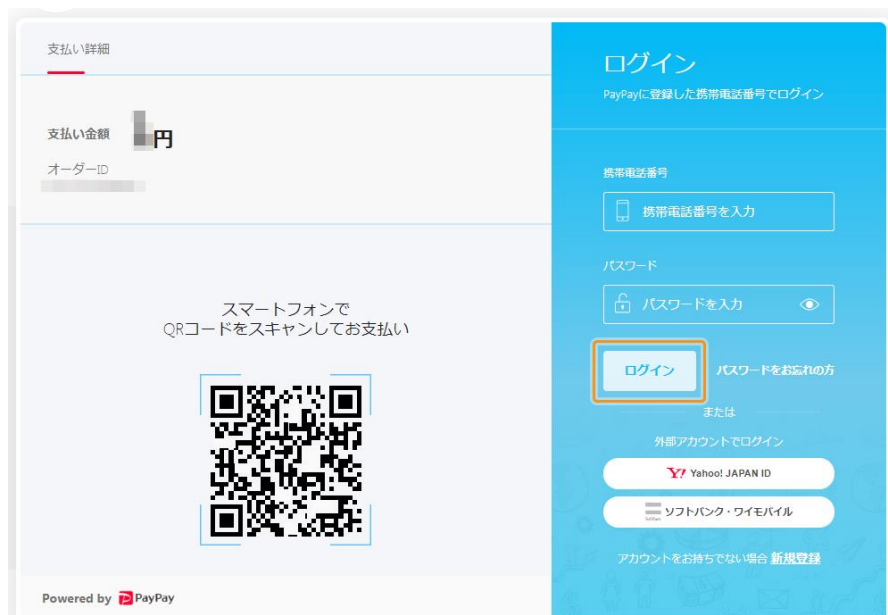 支払い詳細
支払い金額
円
オーダーID
スマートフォンで
QRコードをスキャンしてお支払い
Powered by PayPay
ログイン
PayPayに登録した携帯電話番号でログイン
携帯電話番号
携帯電話番号を入力
パスワード
パスワードを入力
ログイン パスワードをお忘れの方
または
外部アカウントでログイン
Y! Yahoo! JAPAN ID
ソフトバンク・ワイモバイル
アカウントをお持ちでない場合 新規登録